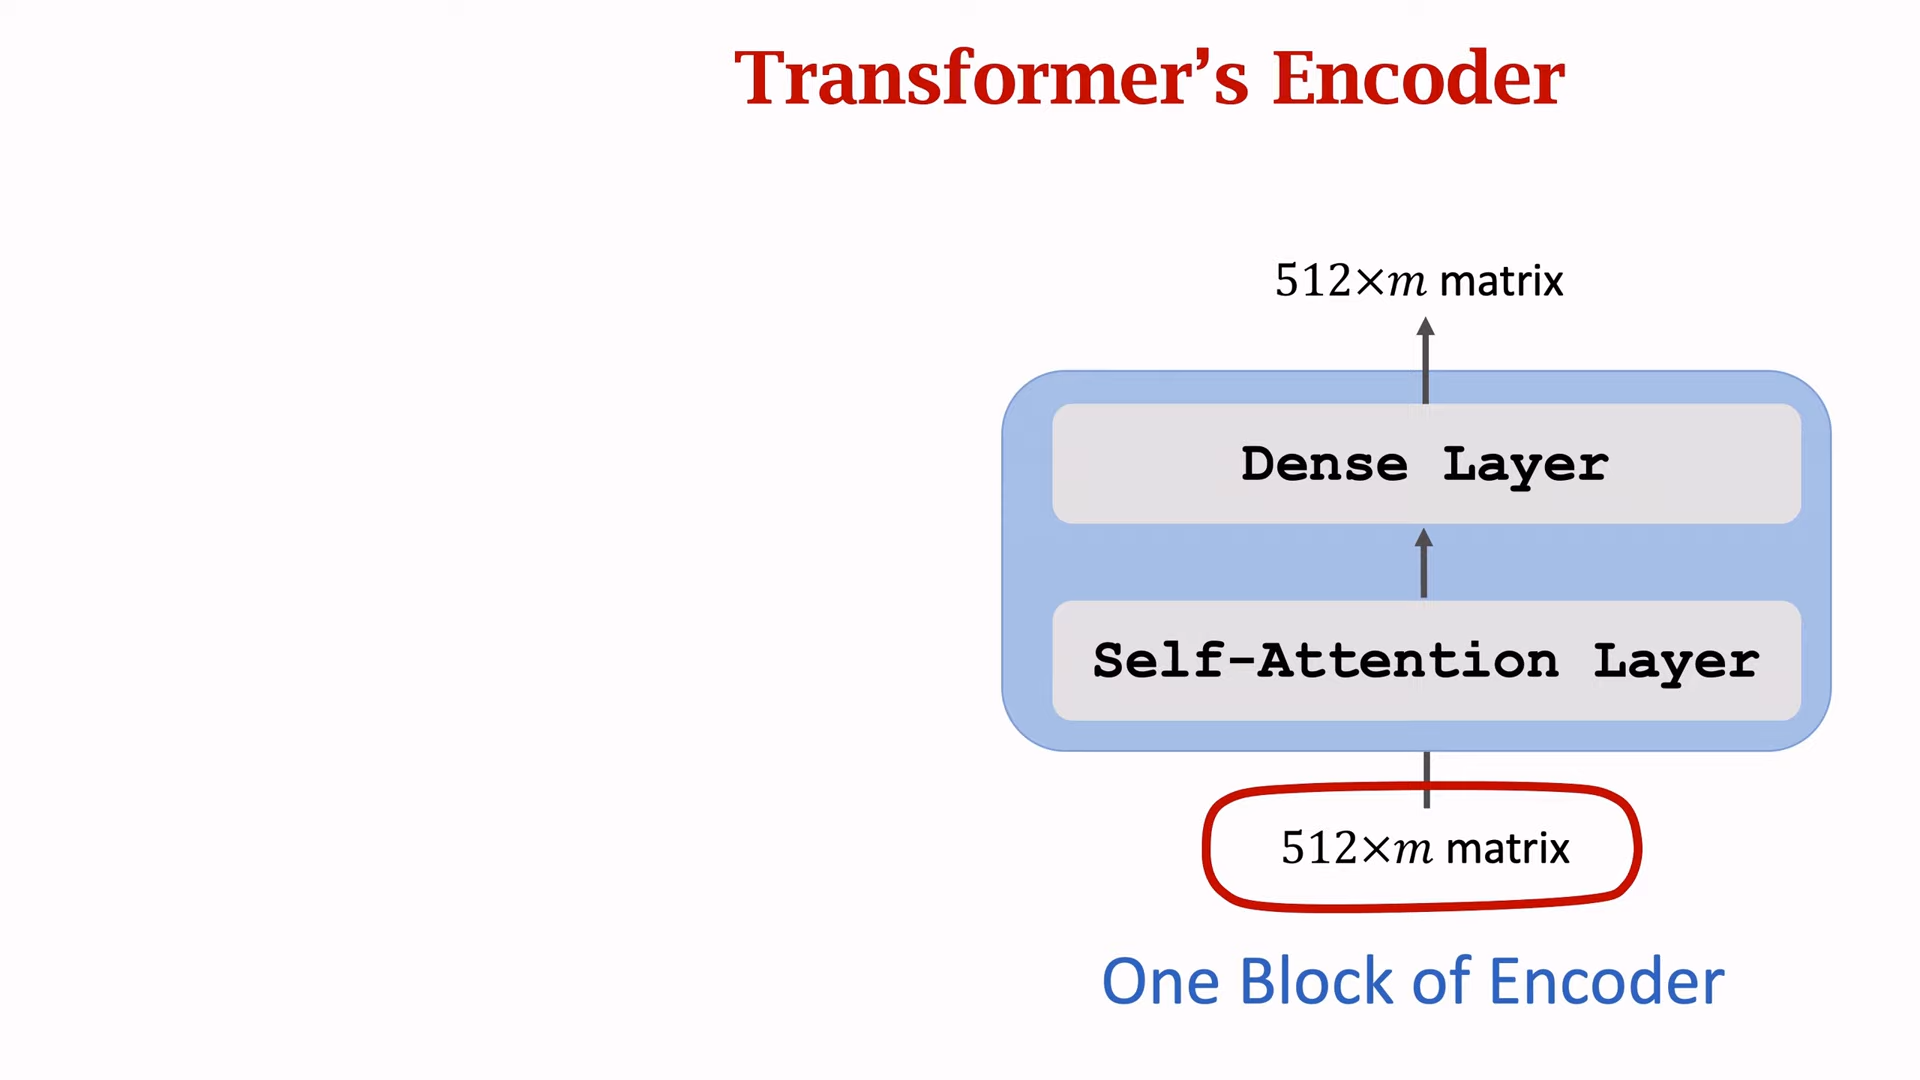 Transformer’s Encoder
512×m matrix
Dense Layer
Self-Attention Layer
512×m matrix
One Block of Encoder